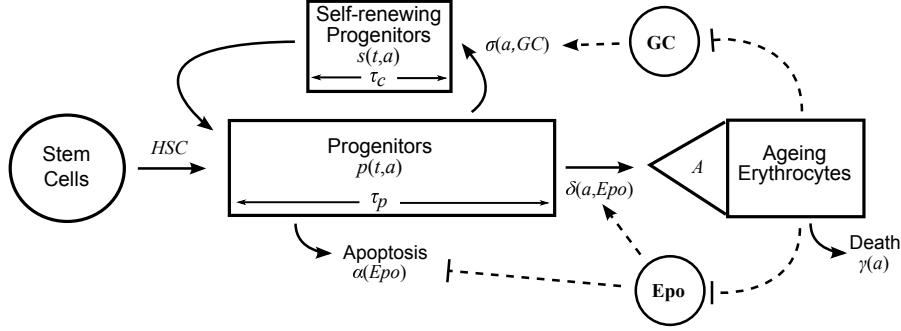 Self-renewing
Progenitors
s(t,a)
τc
σ(a,GC)
GC
Stem
Cells
HSC
Progenitors
p(t,a)
τp
δ(a,Epo)
A
Ageing
Erythrocytes
Apoptosis
α(Epo)
Epo
Death
γ(a)